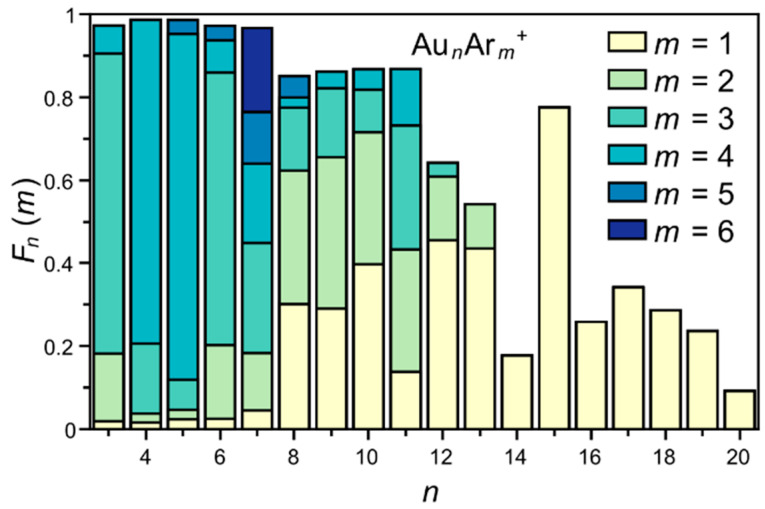 AuₙArₘ⁺
m = 1
m = 2
m = 3
m = 4
m = 5
m = 6
Fₙ (m)
1
0.8
0.6
0.4
0.2
0
4 6 8 10 12 14 16 18 20
n